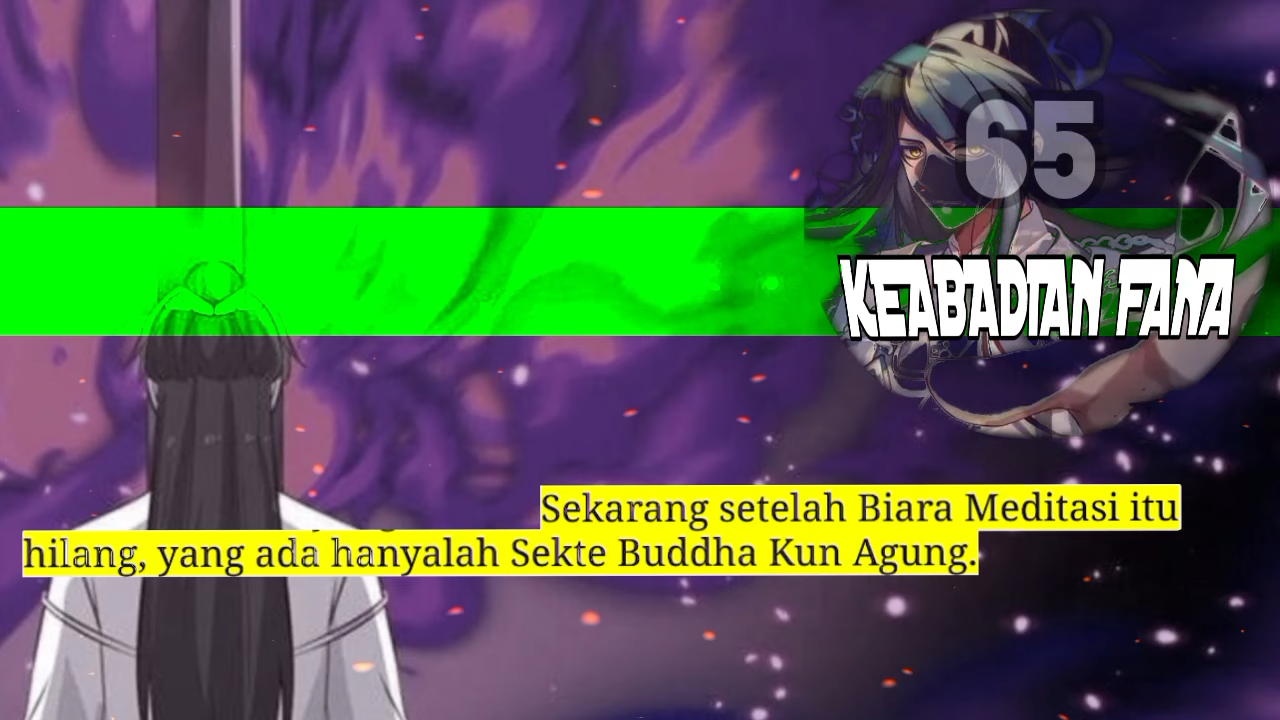 65
KEABADIAN FANA
Sekarang setelah Biara Meditasi itu
hilang, yang ada hanyalah Sekte Buddha Kun Agung.